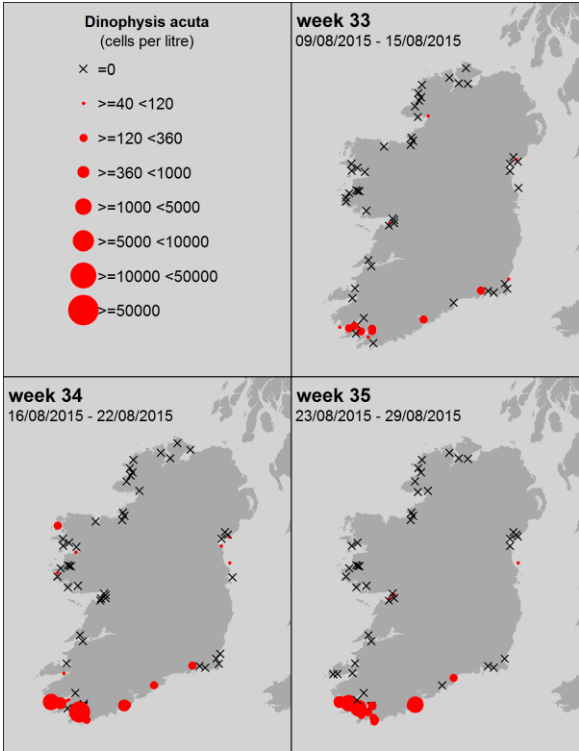 Dinophysis acuta
(cells per litre)
=0
>=40 <120
>=120 <360
>=360 <1000
>=1000 <5000
>=5000 <10000
>=10000 <50000
>=50000
week 33
09/08/2015 - 15/08/2015
week 34
16/08/2015 - 22/08/2015
week 35
23/08/2015 - 29/08/2015